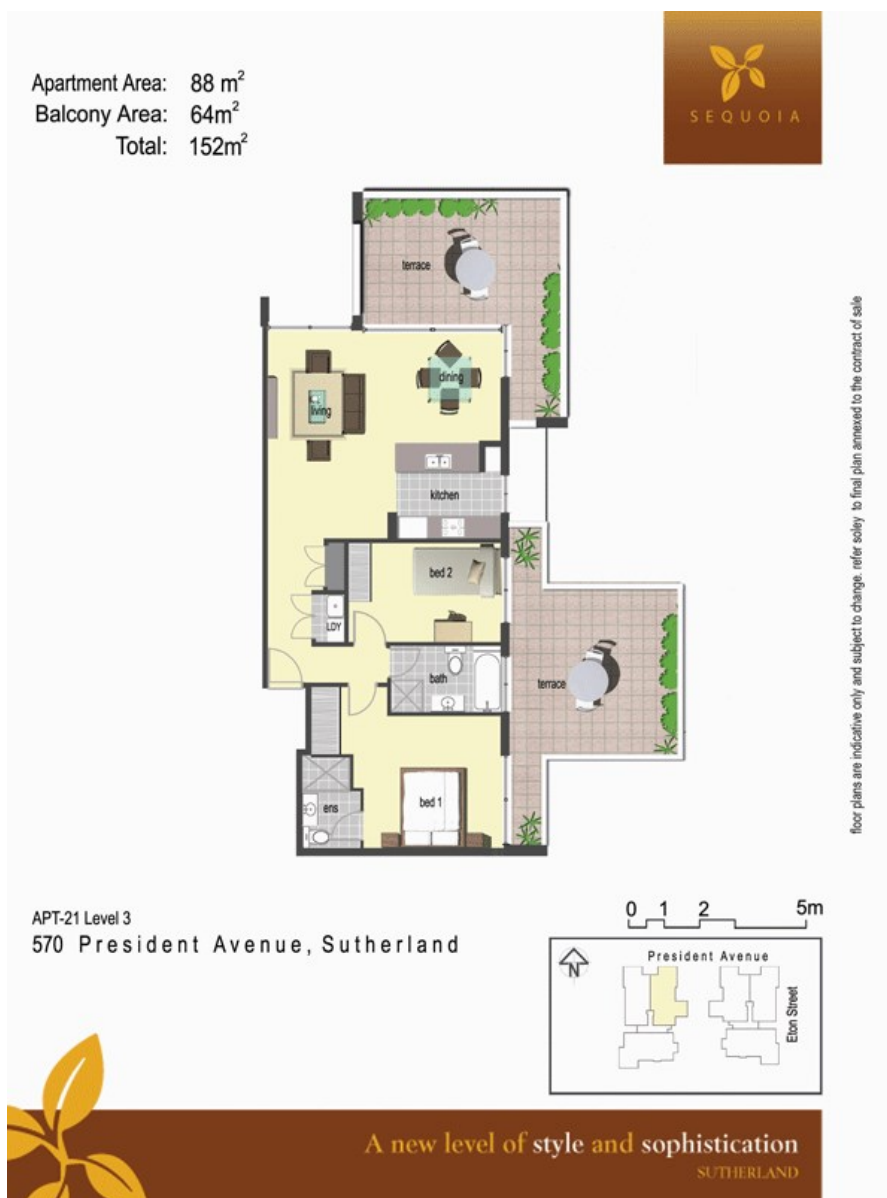 Apartment Area: 88 m²
Balcony Area: 64m²
Total: 152m²
SEQUOIA
terrace
dining
living
kitchen
bed 2
LDY
bath
terrace
bed 1
ens
floor plans are indicative only and subject to change. refer soley to final plan annexed to the contract of sale
APT-21 Level 3
570 President Avenue, Sutherland
0 1 2 5m
N
President Avenue
Eton Street
A new level of style and sophistication
SUTHERLAND